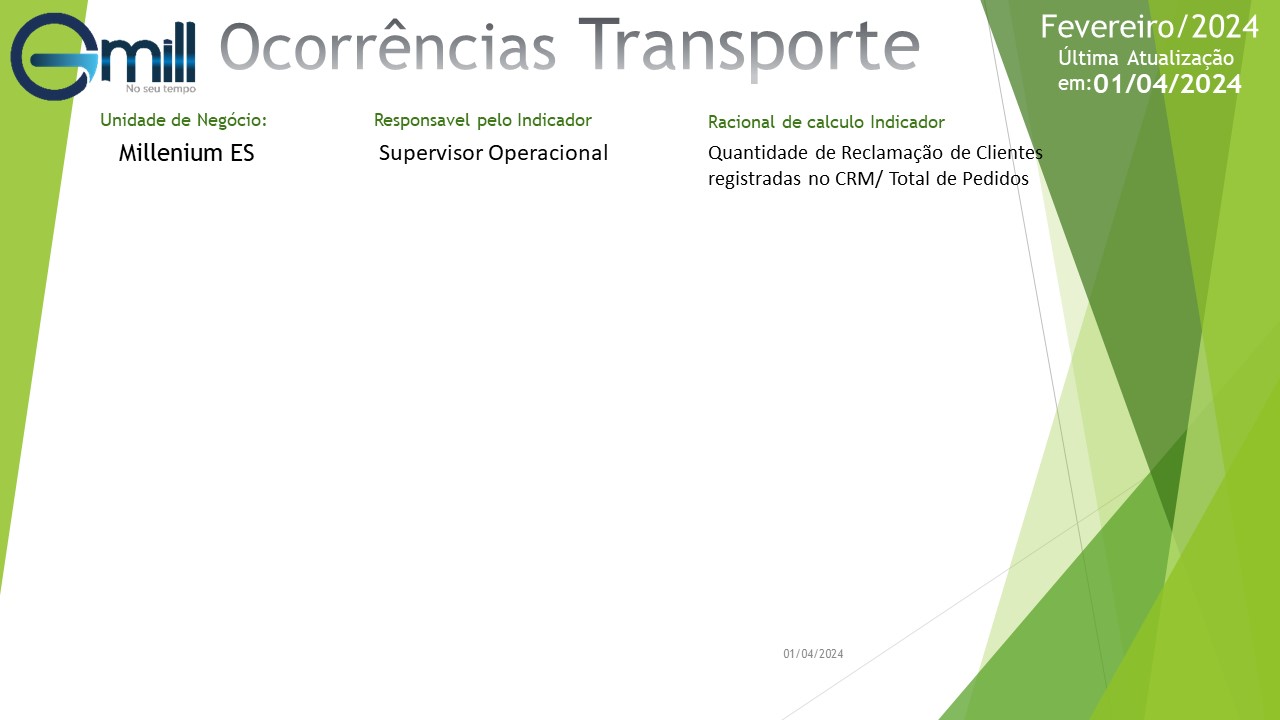 Gmill
No seu tempo
Ocorrências Transporte
Fevereiro/2024
Última Atualização
em:01/04/2024
Unidade de Negócio:
Millenium ES
Responsavel pelo Indicador
Supervisor Operacional
Racional de calculo Indicador
Quantidade de Reclamação de Clientes
registradas no CRM/ Total de Pedidos
01/04/2024